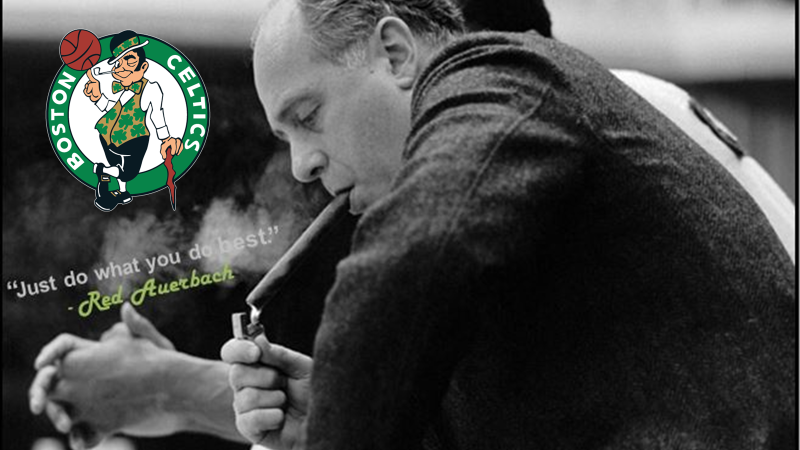 BOSTON CELTICS
“Just do what you do best.”
- Red Auerbach